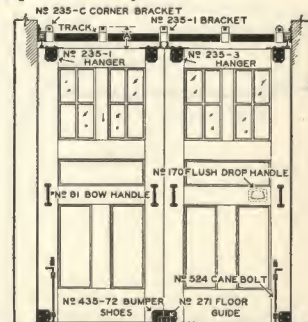 Nº 235-C CORNER BRACKET
Nº 235-1 BRACKET
TRACK
Nº 235-1
HANGER
Nº 235-3
HANGER
Nº 170 FLUSH DROP HANDLE
Nº 81 BOW HANDLE
Nº 524 CANE BOLT
Nº 435-72 BUMPER
SHOES
Nº 271 FLOOR
GUIDE